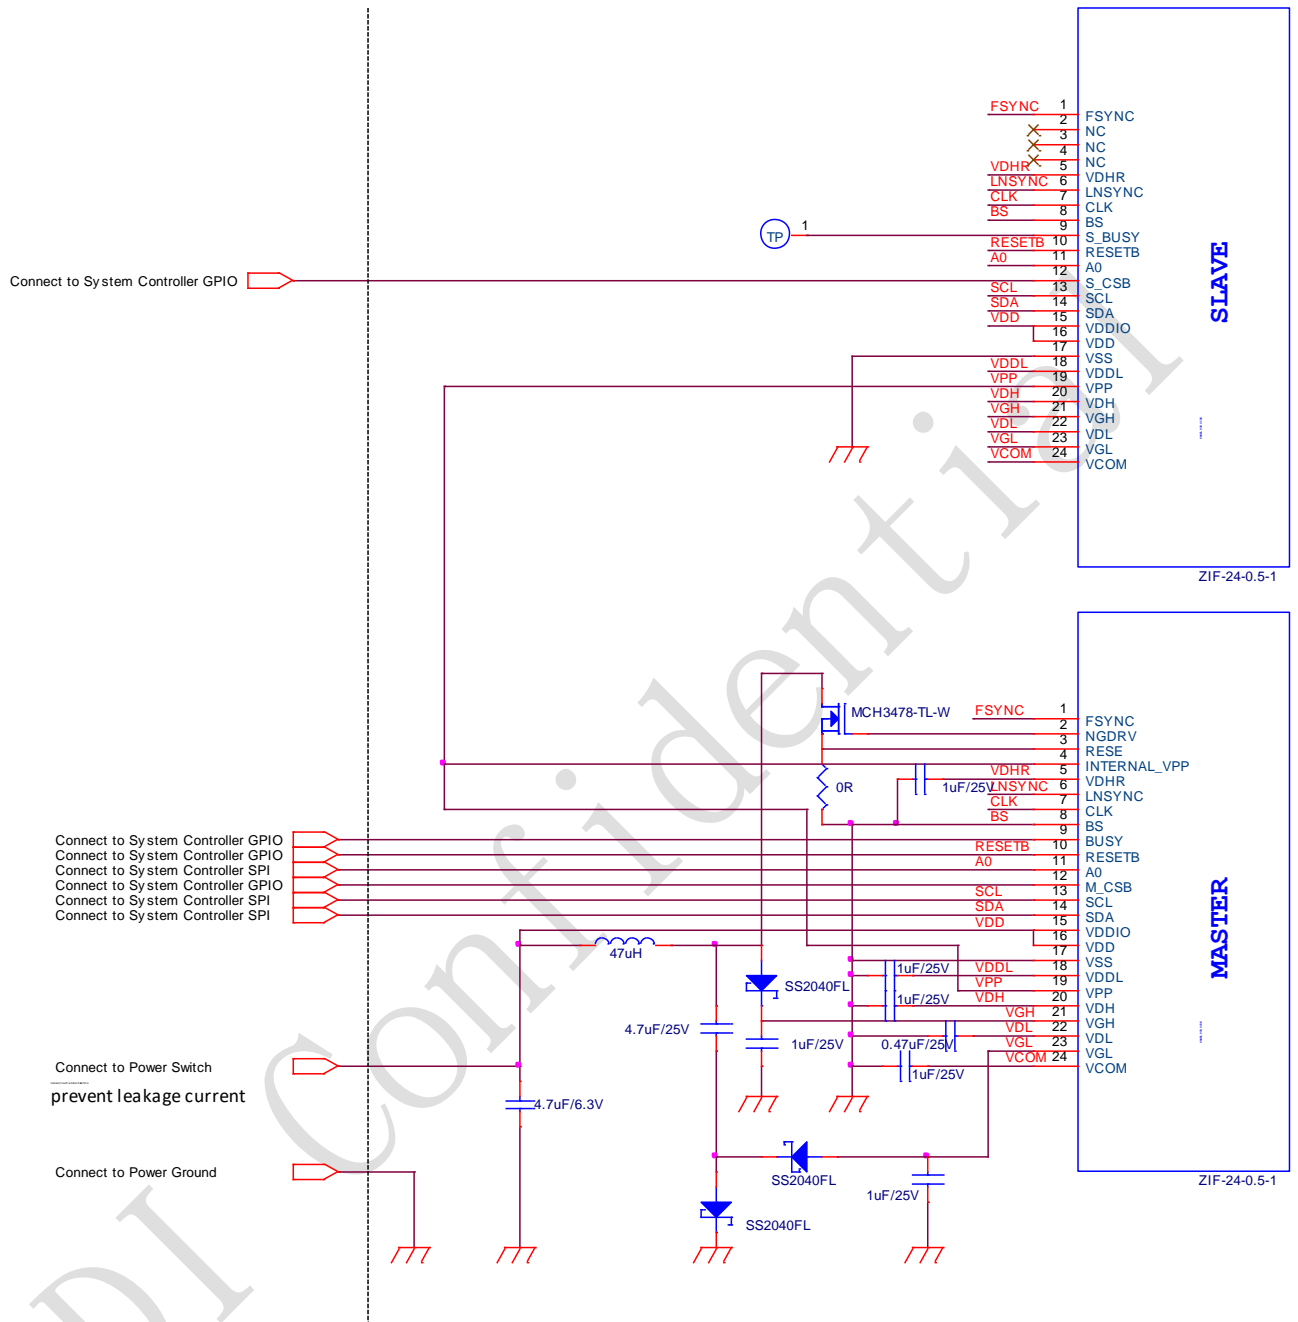 FSYNC 1 FSYNC
2 NC
3 NC
4 NC
VDHR 5 VDHR
LNSYNC 6 LNSYNC
CLK 7 CLK
BS 8 BS
TP 1 9 S_BUSY
RESETB 10 RESETB
A0 11 A0
Connect to System Controller GPIO 12 S_CSB
SCL 13 SCL
SDA 14 SDA
VDD 15 VDDIO
16 VDD
17 VSS
VDDL 18 VDDL
VPP 19 VPP
VDH 20 VDH
VGH 21 VGH
VDL 22 VDL
VGL 23 VGL
VCOM 24 VCOM
SLAVE
ZIF-24-0.5-1
MCH3478-TL-W
FSYNC 1 FSYNC
2 NGDRV
3 RESE
4 INTERNAL_VPP
0R
1uF/25V
VDHR 5 VDHR
LNSYNC 6 LNSYNC
CLK 7 CLK
BS 8 BS
Connect to System Controller GPIO 9 BUSY
Connect to System Controller GPIO RESETB 10 RESETB
Connect to System Controller SPI A0 11 A0
Connect to System Controller GPIO 12 M_CSB
Connect to System Controller SPI SCL 13 SCL
Connect to System Controller SPI SDA 14 SDA
VDD 15 VDDIO
16 VDD
47uH
17 VSS
1uF/25V VDDL 18 VDDL
SS2040FL VPP 19 VPP
1uF/25V VDH 20 VDH
VGH 21 VGH
4.7uF/25V VDL 22 VDL
1uF/25V 0.47uF/25V VGL 23 VGL
VCOM 24 VCOM
1uF/25V
MASTER
Connect to Power Switch
prevent leakage current
4.7uF/6.3V
Connect to Power Ground
SS2040FL
1uF/25V
SS2040FL
ZIF-24-0.5-1
DI Confidential